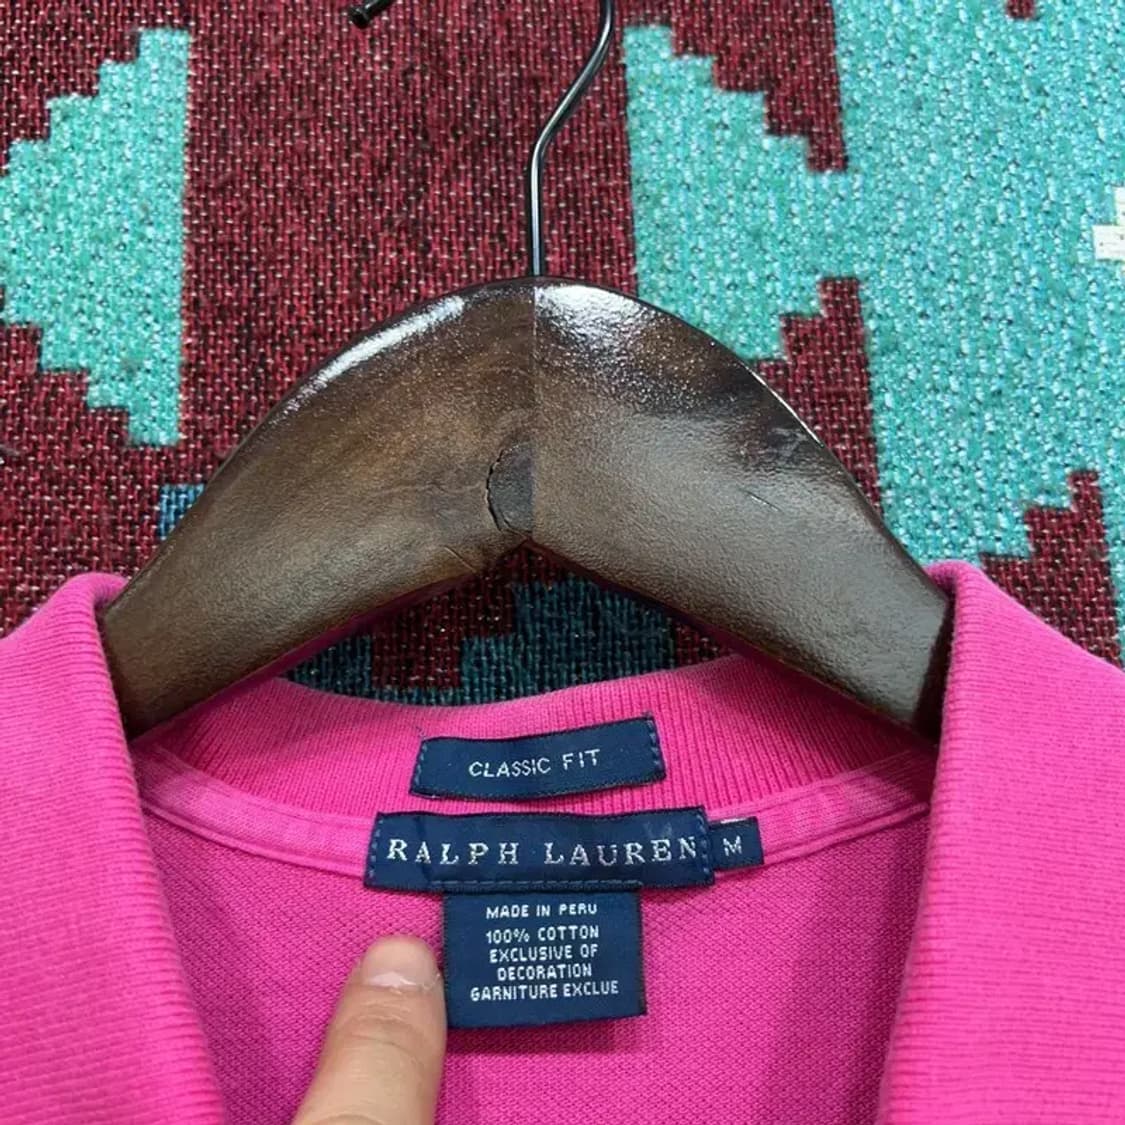 CLASSIC FIT
RALPH LAUREN
M
MADE IN PERU
100% COTTON
EXCLUSIVE OF
DECORATION
GARNITURE EXCLUE